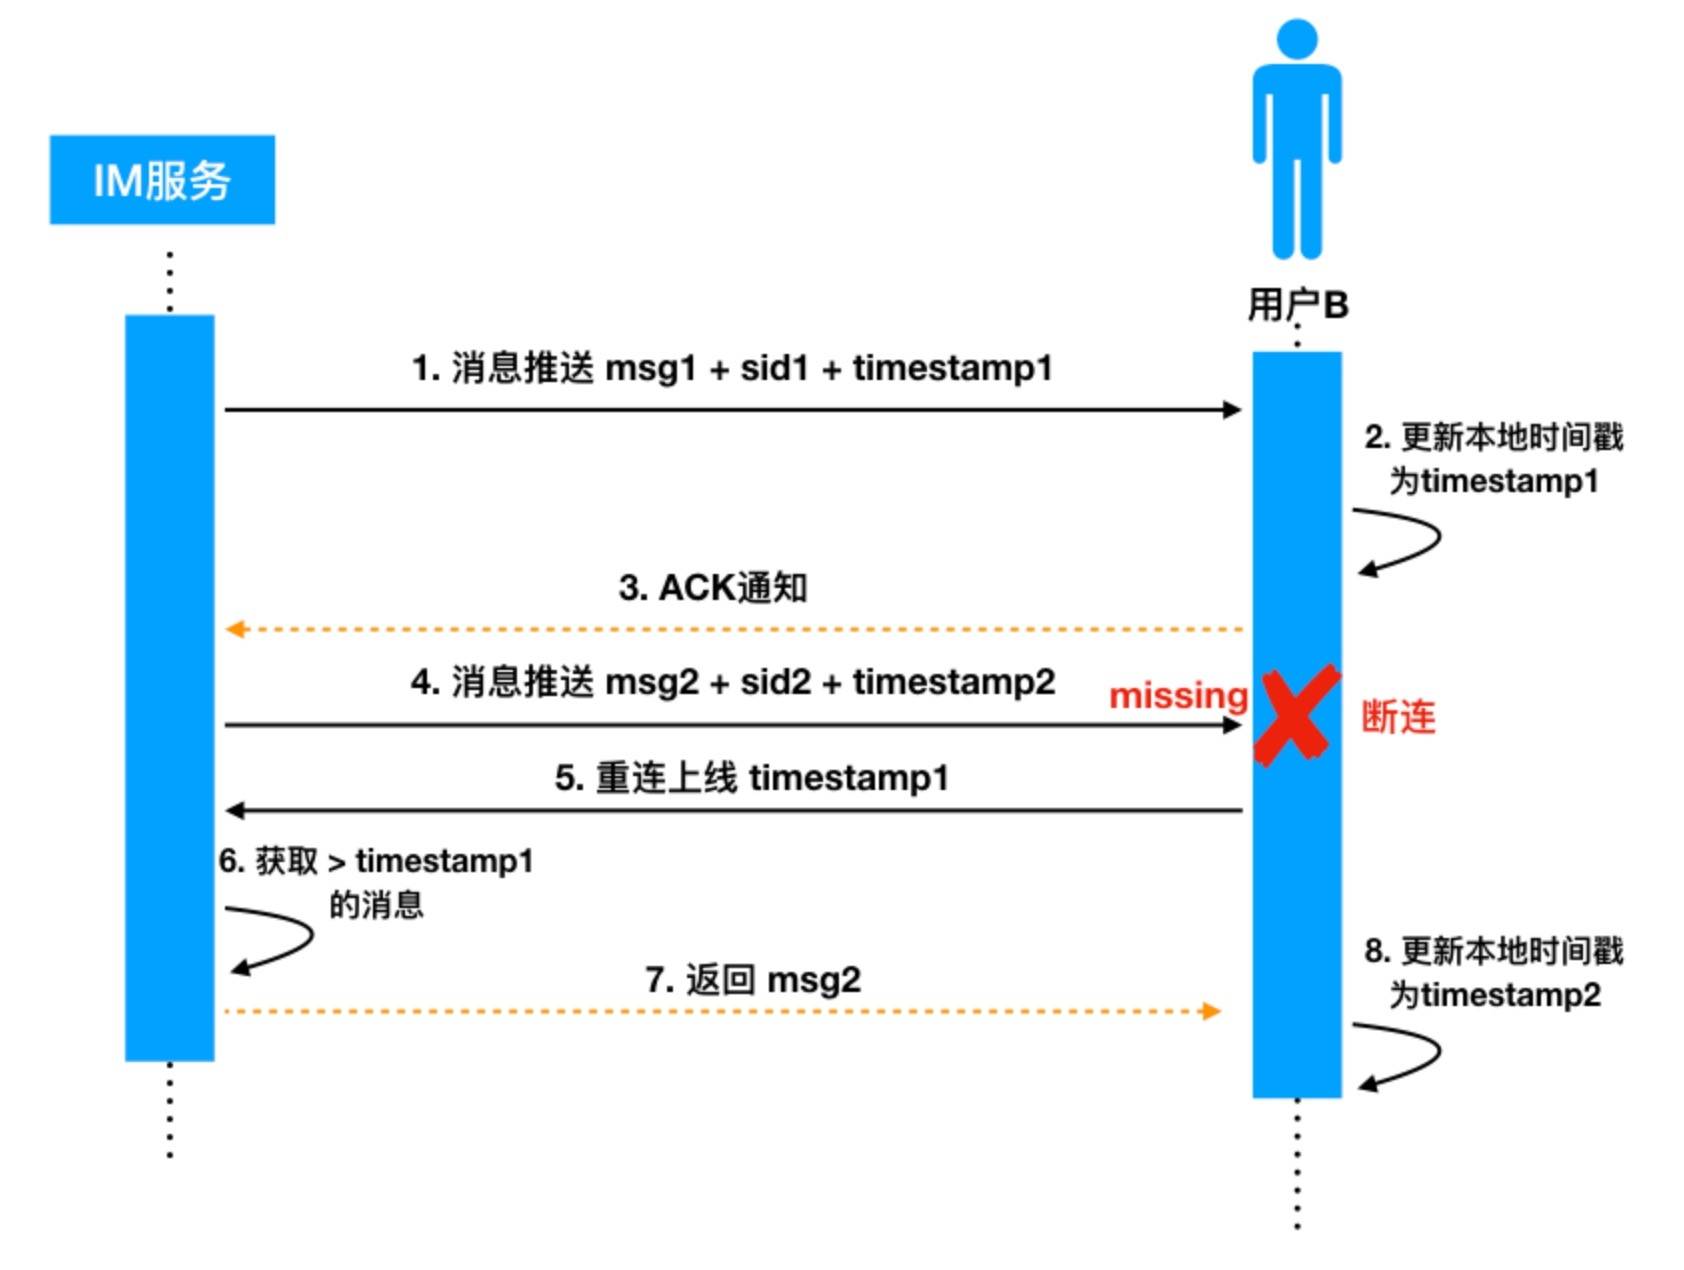 IM服务
用户B
1. 消息推送 msg1 + sid1 + timestamp1
2. 更新本地时间戳
为timestamp1
3. ACK通知
4. 消息推送 msg2 + sid2 + timestamp2
missing
断连
5. 重连上线 timestamp1
6. 获取 > timestamp1
的消息
7. 返回 msg2
8. 更新本地时间戳
为timestamp2